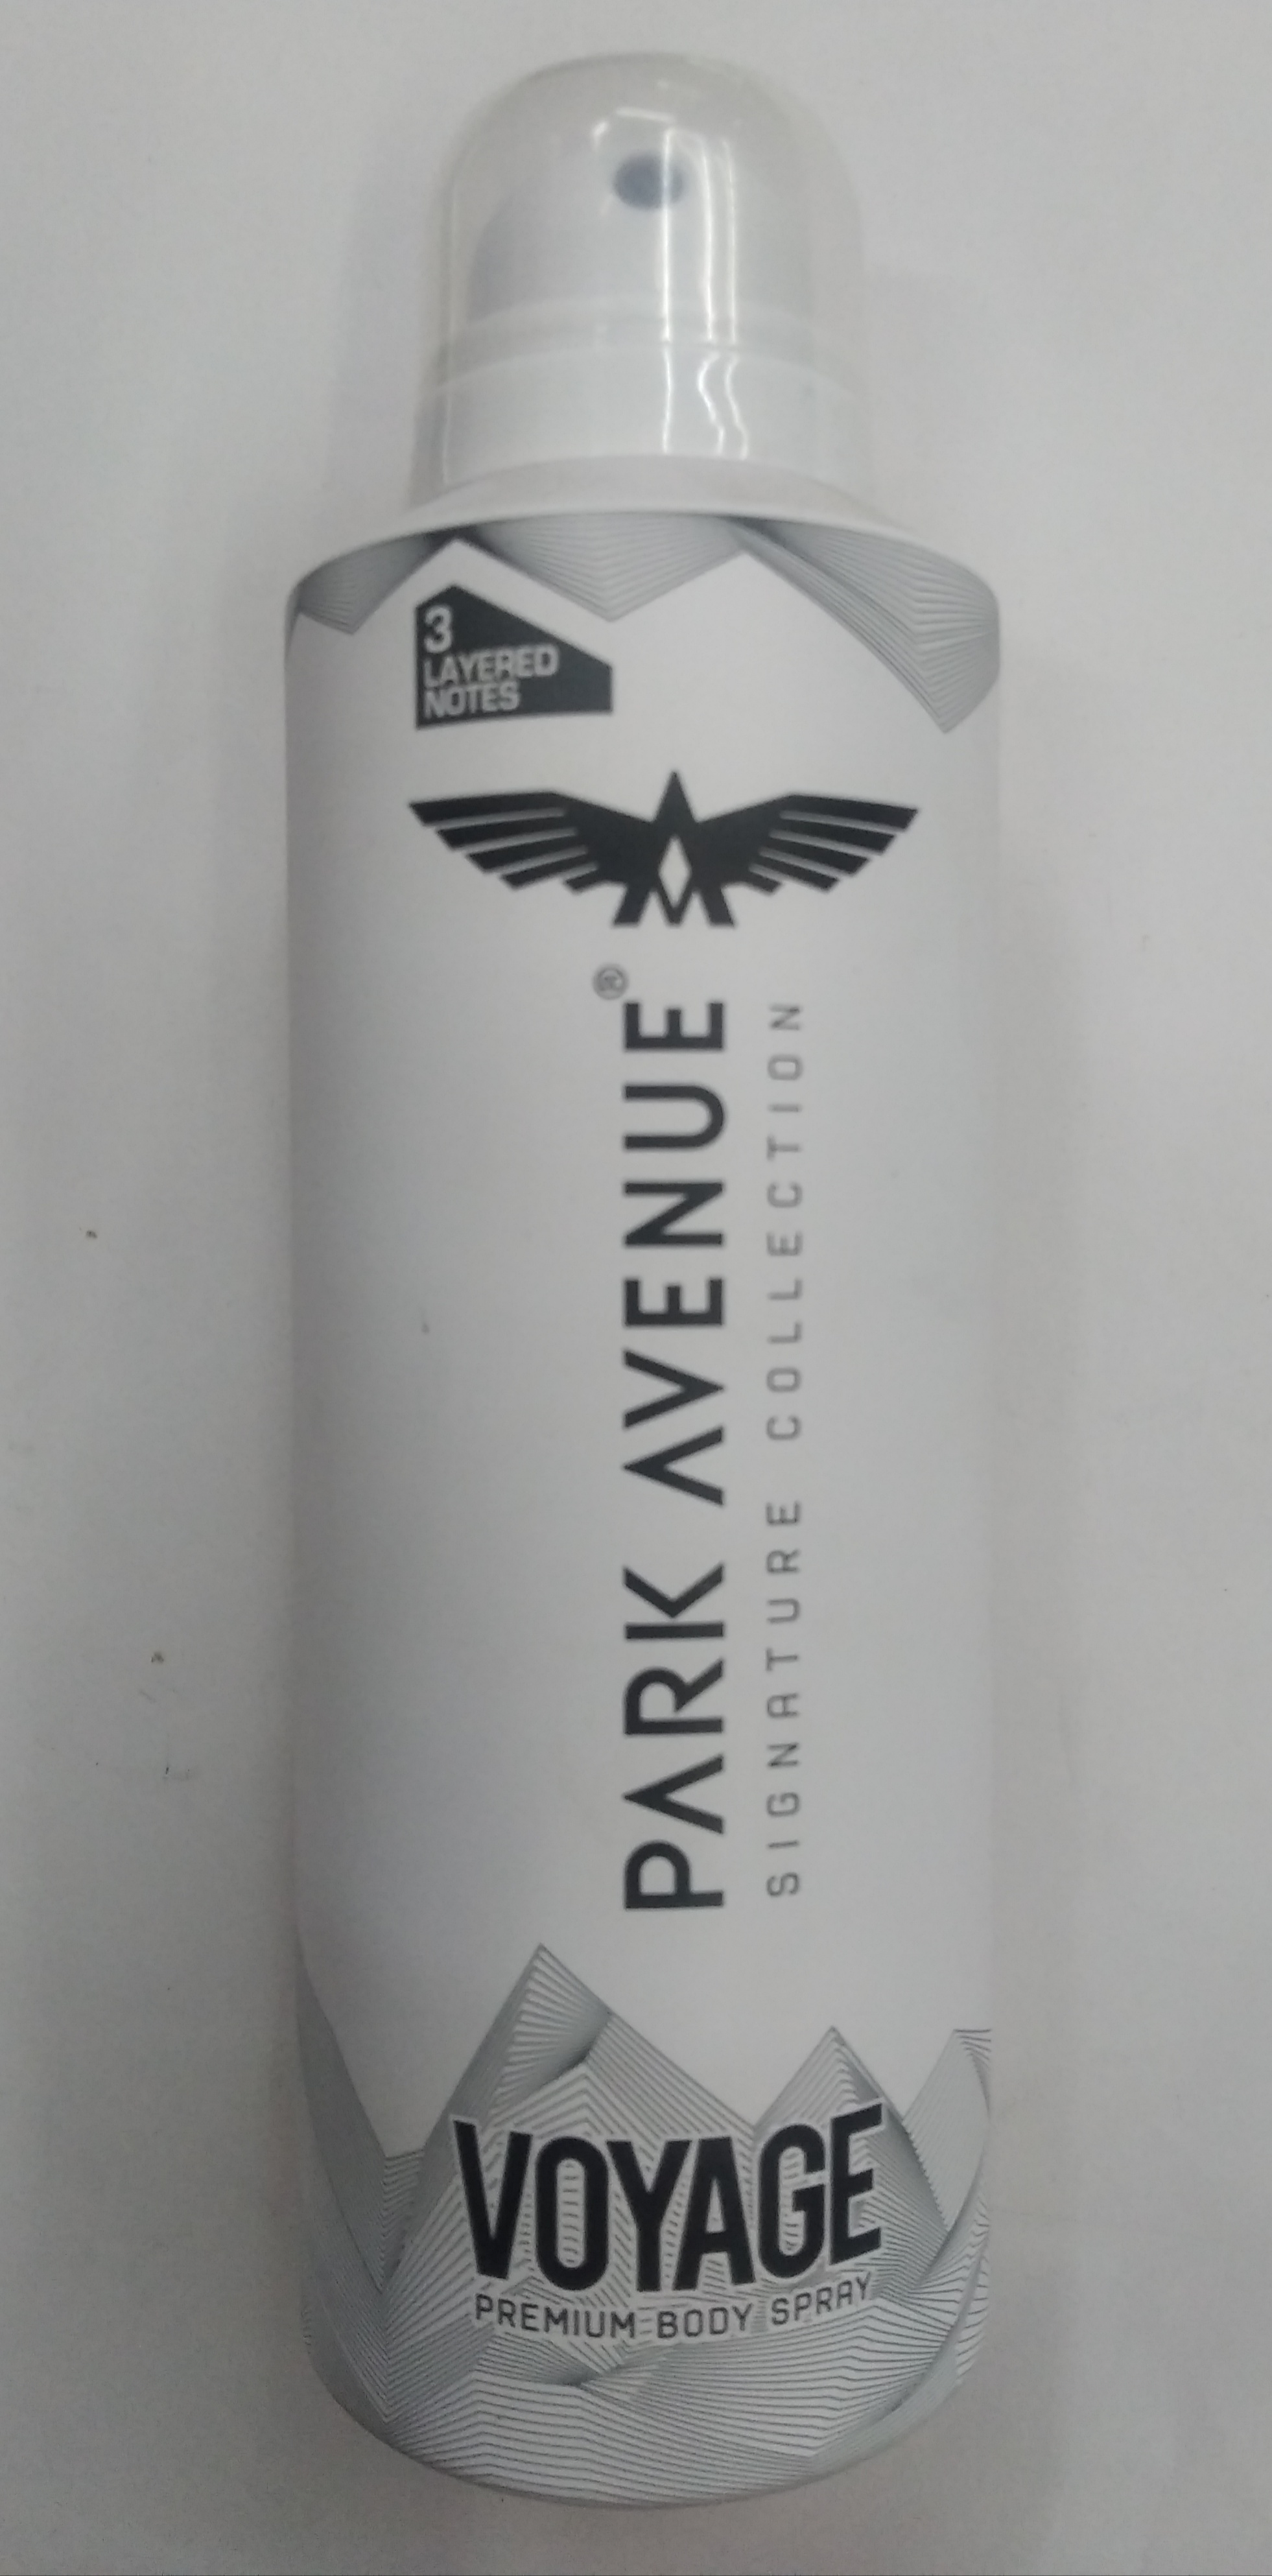 3
LAYERED
NOTES
PARK AVENUE®
SIGNATURE COLLECTION
VOYAGE
PREMIUM BODY SPRAY